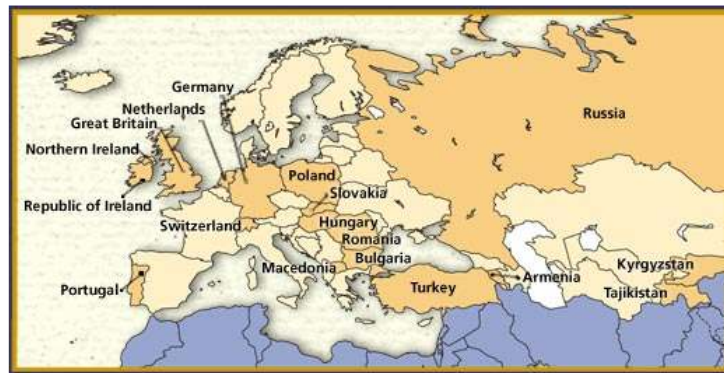 Germany
Netherlands
Great Britain
Russia
Northern Ireland
Poland
Slovakia
Republic of Ireland
Switzerland
Hungary
Romania
Bulgaria
Macedonia
Kyrgyzstan
Armenia
Portugal
Turkey
Tajikistan